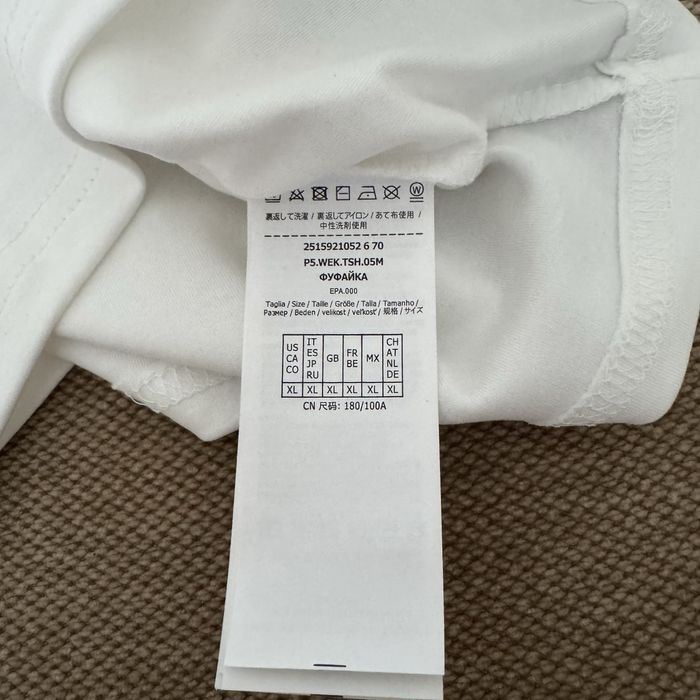 裏返して洗濯 / 裏返してアイロン / あて布使用 /
中性洗剤使用
2515921052 6 70
P5.WEK.TSH.05M
ФУФАЙКА
EPA.000
Taglia / Size / Taille / Größe / Talla / Tamanho /
Размер / Beden / velikost / veľkosť / 规格 / サイズ
US CA CO IT ES JP RU GB FR BE MX CH AT NL DE
XL XL XL XL XL XL
CN 尺码: 180/100A